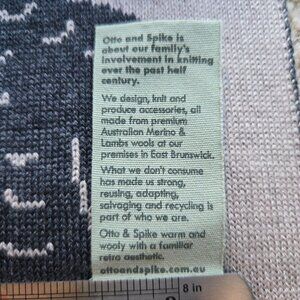 Otto and Spike is
about our family's
involvement in knitting
over the past half
century.
We design, knit and
produce accessories, all
made from premium
Australian Merino &
Lambs wools at our
premises in East Brunswick.
What we don't consume
has made us strong,
reusing, adapting,
salvaging and recycling is
part of who we are.
Otto & Spike warm and
wooly with a familiar
retro aesthetic.
ottoandspike.com.au
8 in